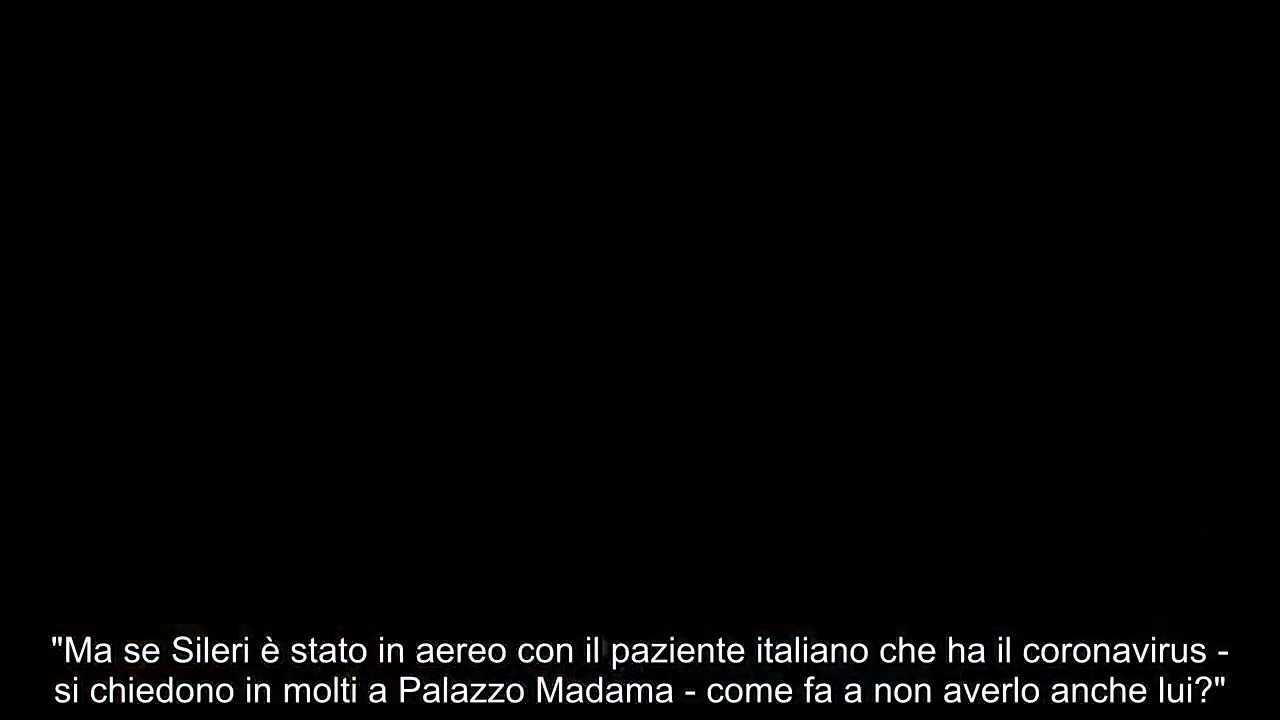 "Ma se Sileri è stato in aereo con il paziente italiano che ha il coronavirus -
si chiedono in molti a Palazzo Madama - come fa a non averlo anche lui?"